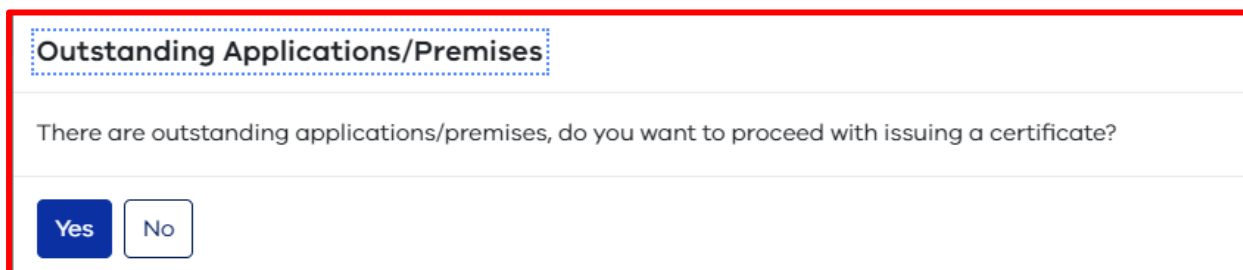 Outstanding Applications/Premises
There are outstanding applications/premises, do you want to proceed with issuing a certificate?
Yes No